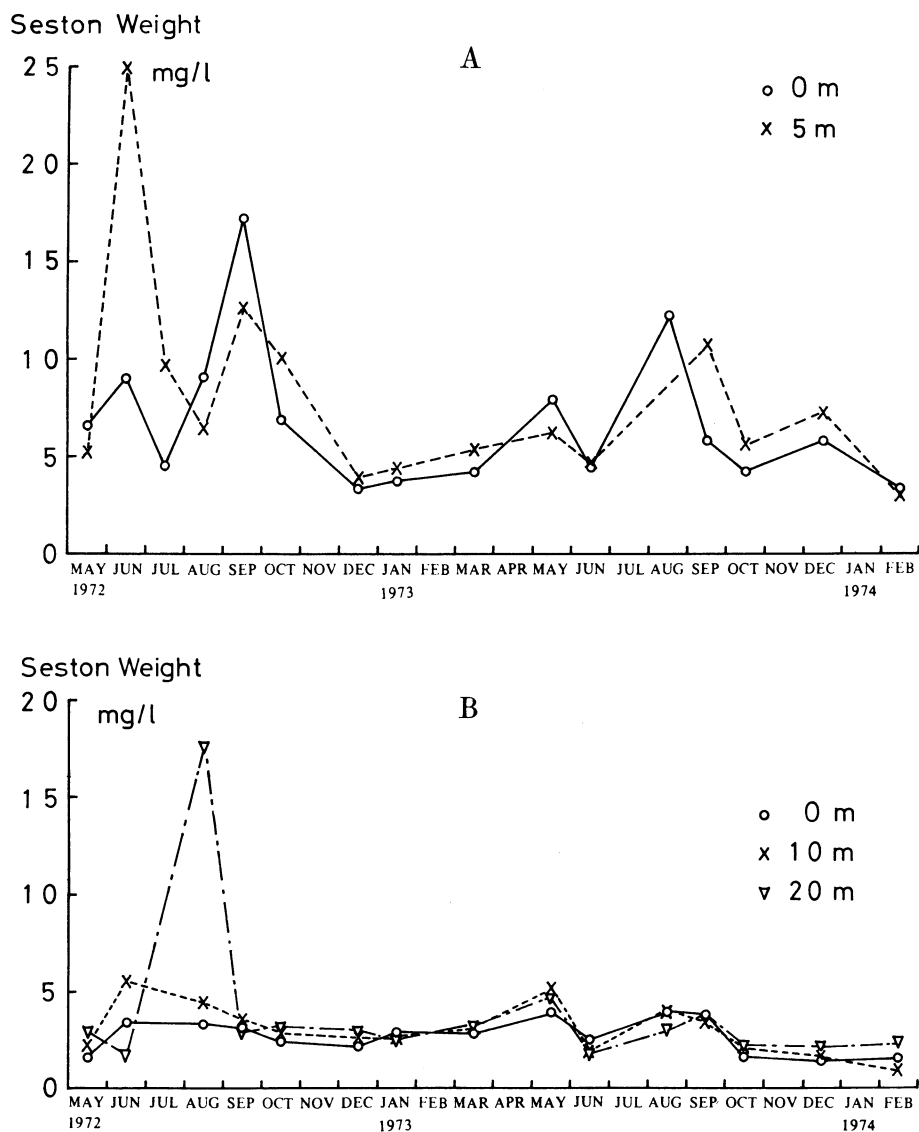 Seston Weight
A
mg/l
25
20
15
10
5
0
o 0 m
x 5 m
MAY JUN JUL AUG SEP OCT NOV DEC JAN FEB MAR APR MAY JUN JUL AUG SEP OCT NOV DEC JAN FEB
1972 1973 1974
Seston Weight
B
mg/l
20
15
10
5
0
o 0 m
x 10 m
▽ 20 m
MAY JUN JUL AUG SEP OCT NOV DEC JAN FEB MAR APR MAY JUN JUL AUG SEP OCT NOV DEC JAN FEB
1972 1973 1974